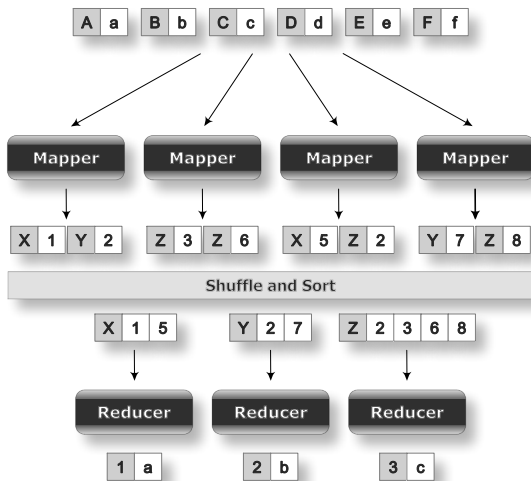 A a B b C c D d E e F f
Mapper Mapper Mapper Mapper
X 1 Y 2 Z 3 Z 6 X 5 Z 2 Y 7 Z 8
Shuffle and Sort
X 1 5 Y 2 7 Z 2 3 6 8
Reducer Reducer Reducer
1 a 2 b 3 c